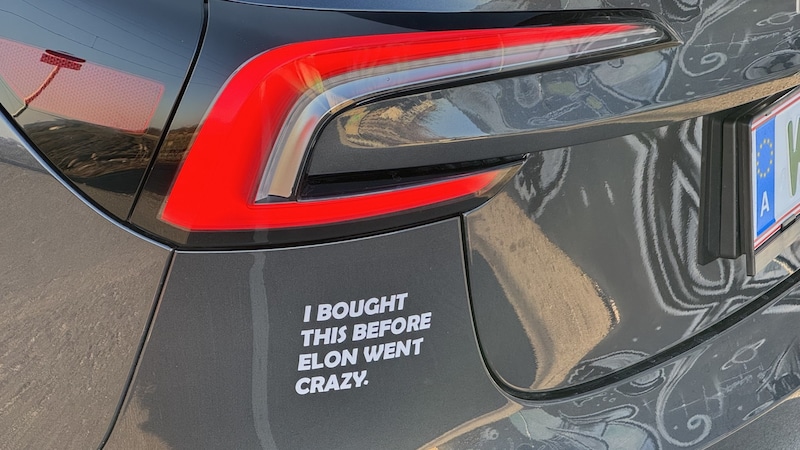 I BOUGHT
THIS BEFORE
ELON WENT
CRAZY.
A